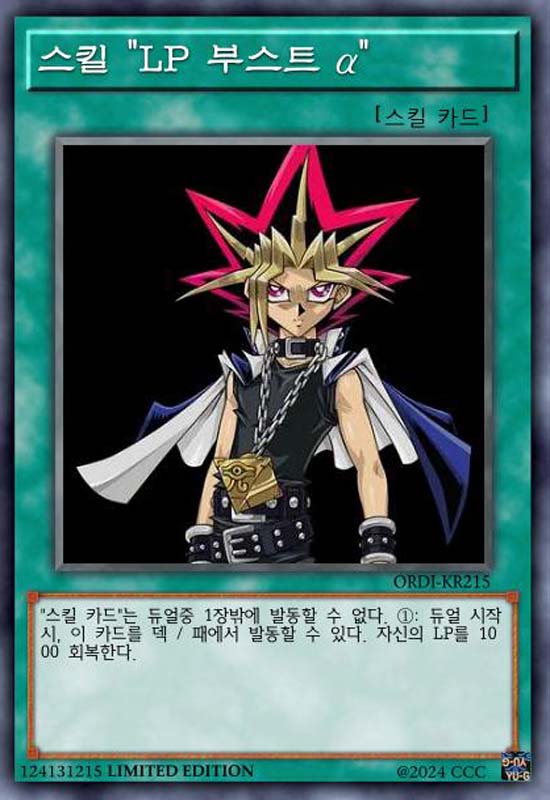 스킬 "LP 부스트 α"
[스킬 카드]
ORDI-KR215
"스킬 카드"는 듀얼중 1장밖에 발동할 수 없다. ①: 듀얼 시작
시, 이 카드를 덱 / 패에서 발동할 수 있다. 자신의 LP를 10
00 회복한다.
124131215 LIMITED EDITION
@2024 CCC
YU-G